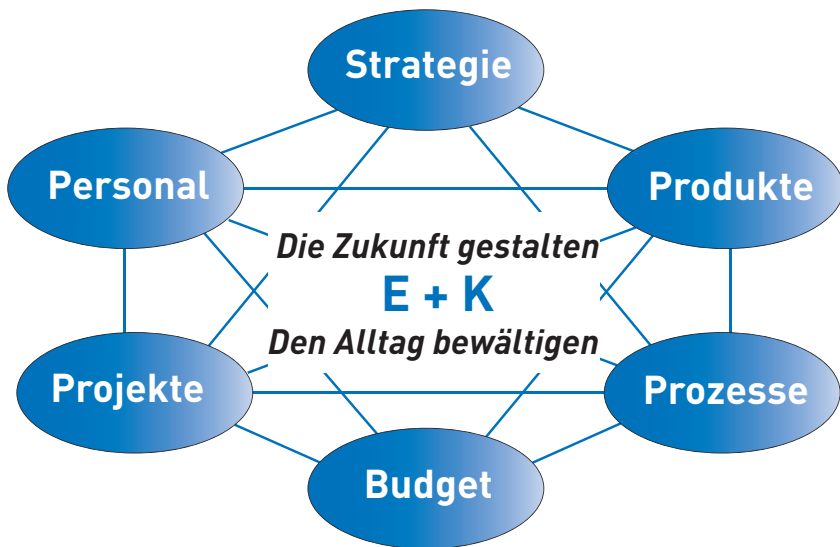 Strategie
Personal
Produkte
Die Zukunft gestalten
E + K
Den Alltag bewältigen
Projekte
Prozesse
Budget